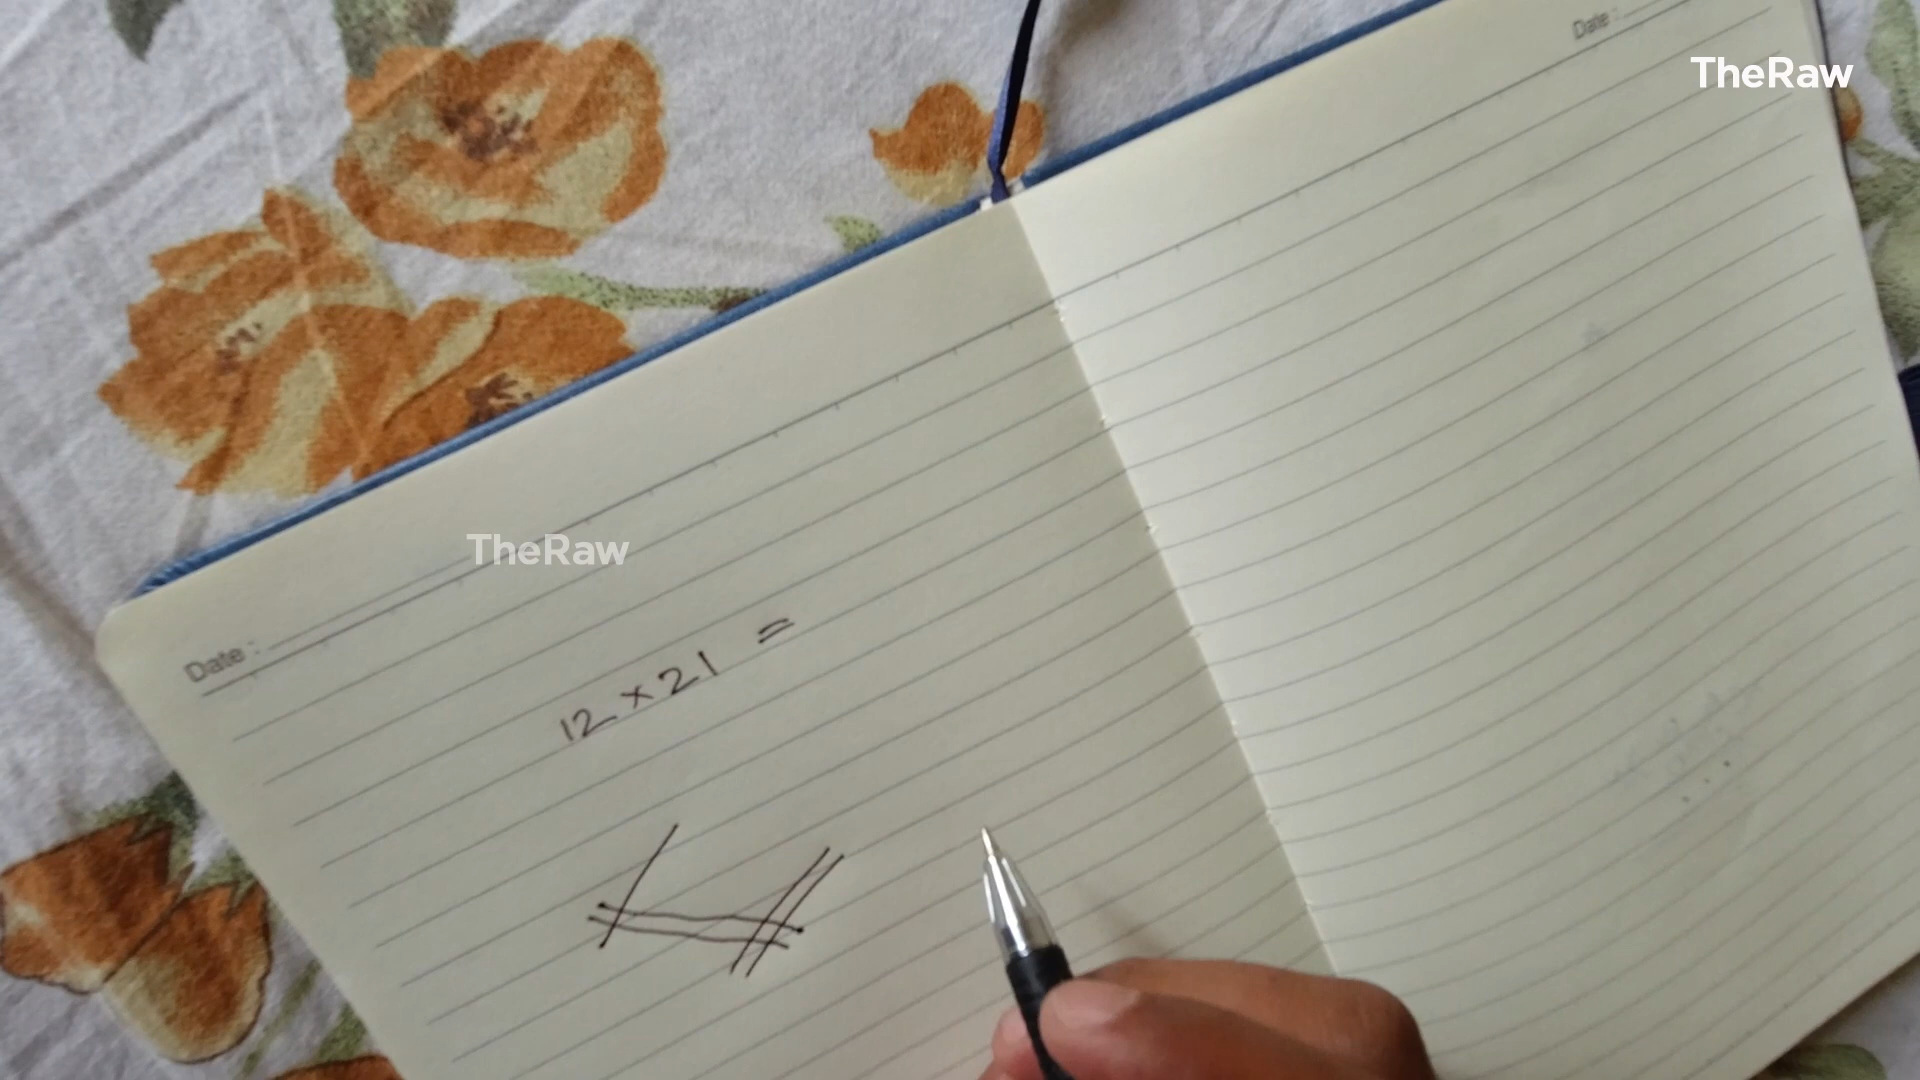 Date :
TheRaw
TheRaw
Date :
12 × 21 =